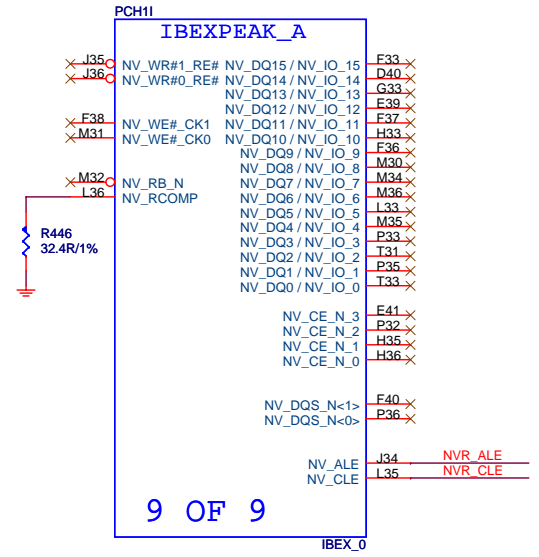 PCH1I
IBEXPEAK_A
J35 NV_WR#1_RE# NV_DQ15 / NV_IO_15 F33
J36 NV_WR#0_RE# NV_DQ14 / NV_IO_14 D40
NV_DQ13 / NV_IO_13 G33
NV_DQ12 / NV_IO_12 E39
F38 NV_WE#_CK1 NV_DQ11 / NV_IO_11 F37
M31 NV_WE#_CK0 NV_DQ10 / NV_IO_10 H33
NV_DQ9 / NV_IO_9 F36
NV_DQ8 / NV_IO_8 M30
M32 NV_RB_N NV_DQ7 / NV_IO_7 M34
L36 NV_RCOMP NV_DQ6 / NV_IO_6 M36
NV_DQ5 / NV_IO_5 L33
NV_DQ4 / NV_IO_4 M35
R446 NV_DQ3 / NV_IO_3 P33
32.4R/1% NV_DQ2 / NV_IO_2 T31
NV_DQ1 / NV_IO_1 P35
NV_DQ0 / NV_IO_0 T33
NV_CE_N_3 E41
NV_CE_N_2 P32
NV_CE_N_1 H35
NV_CE_N_0 H36
NV_DQS_N<1> F40
NV_DQS_N<0> P36
NV_ALE J34 NVR_ALE
NV_CLE L35 NVR_CLE
9 OF 9
IBEX_0